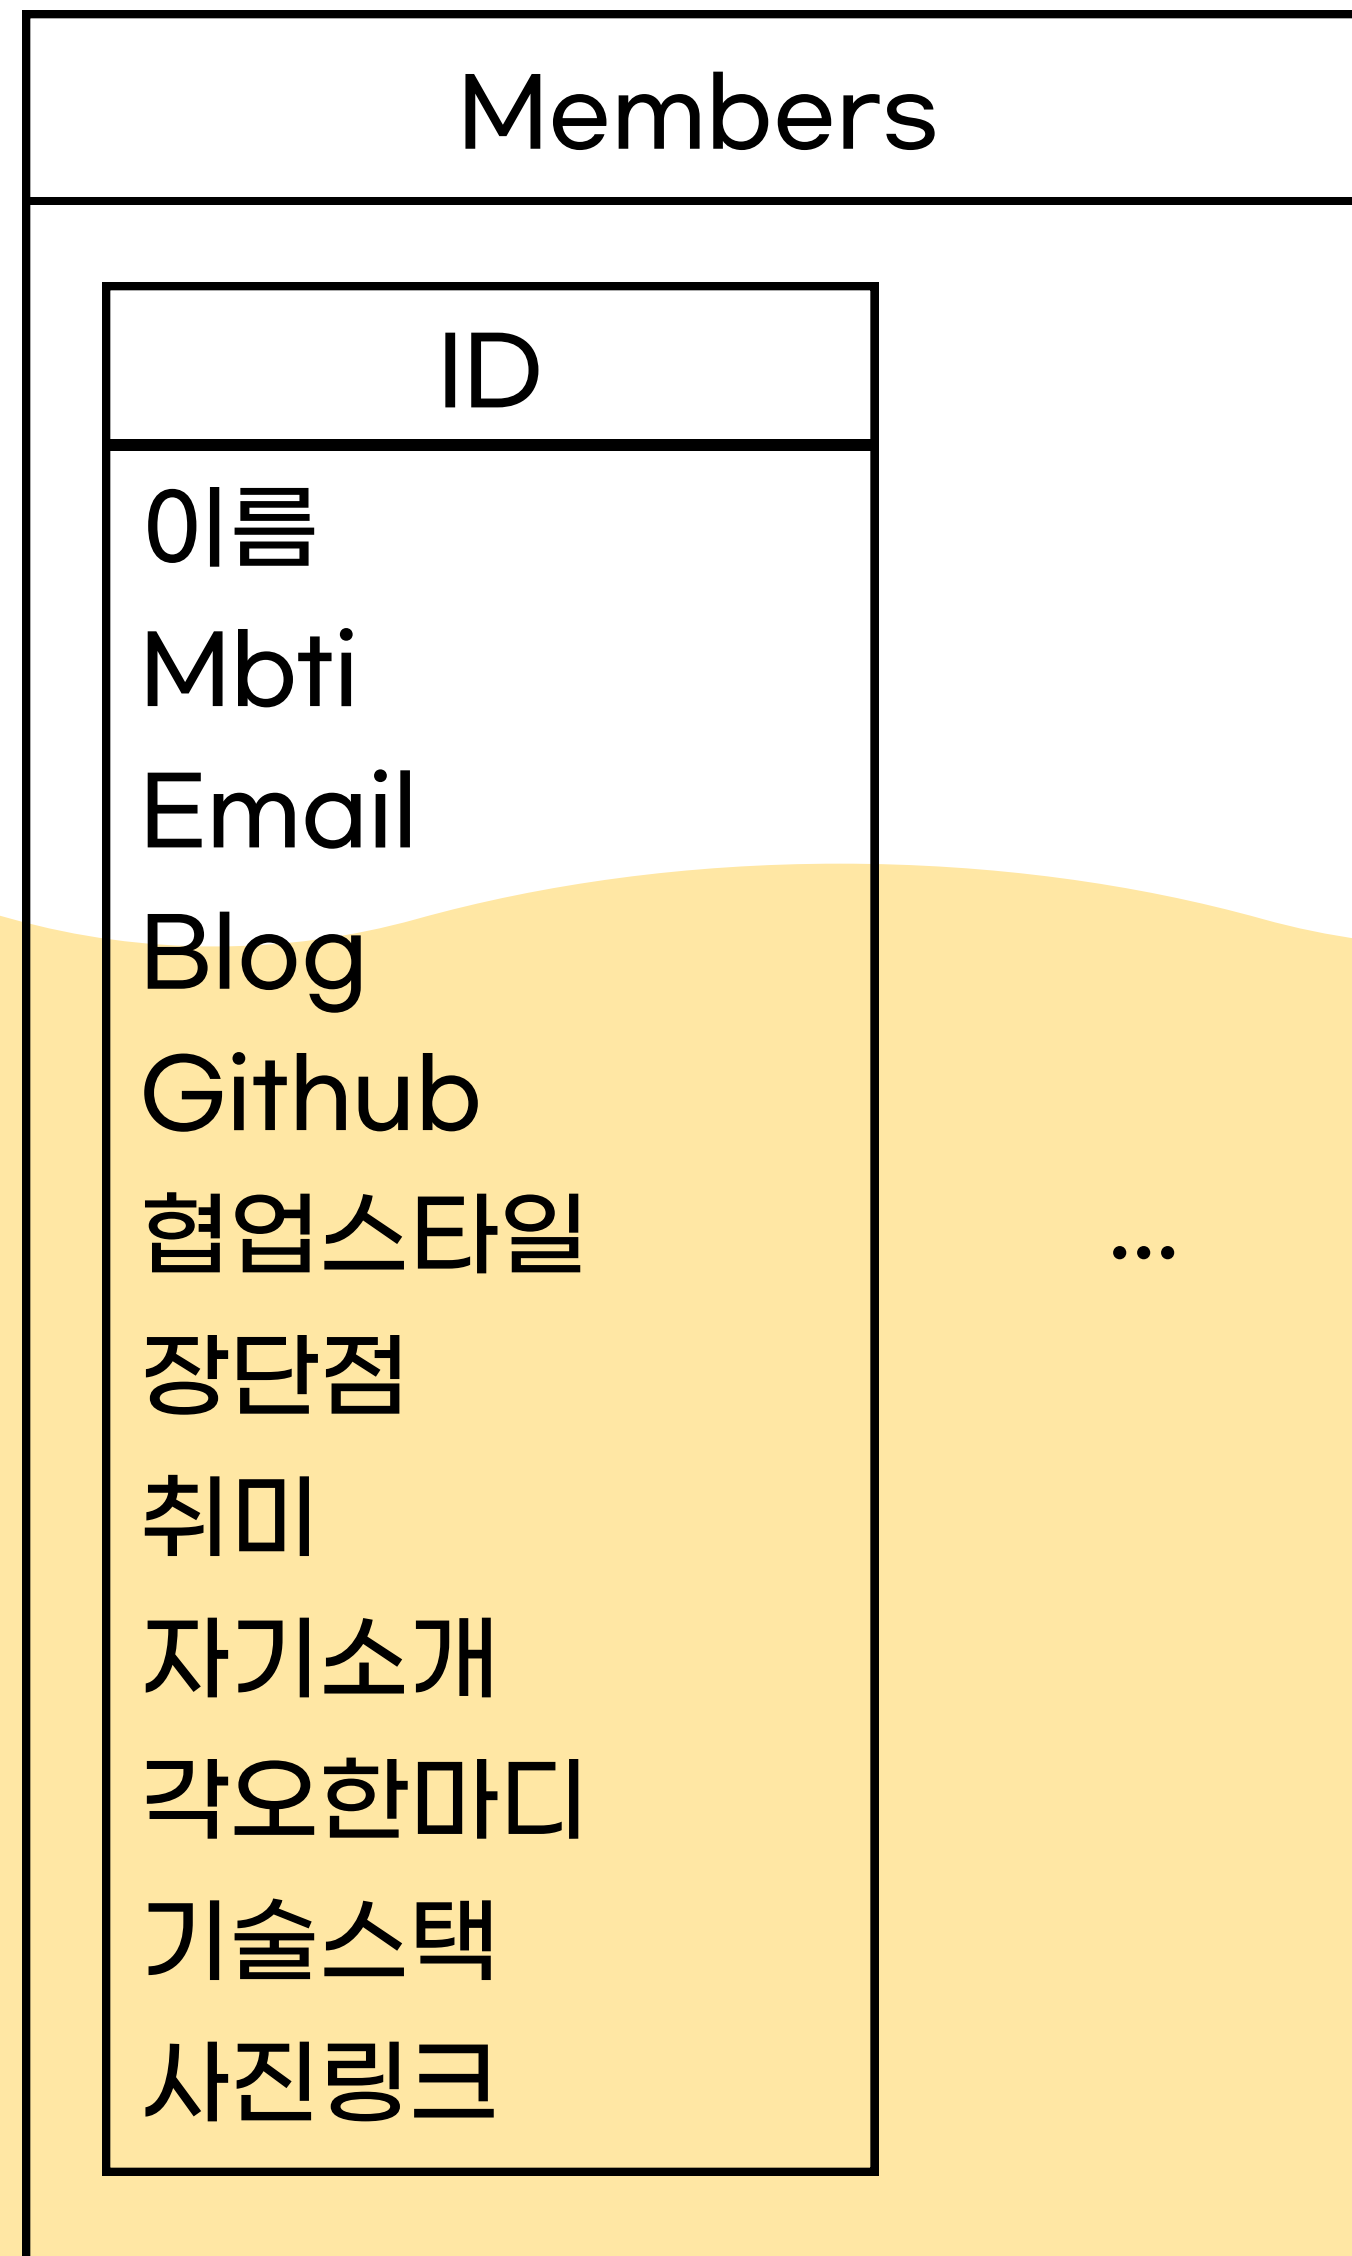 Members
ID
이름
Mbti
Email
Blog
Github
협업스타일
...
장단점
취미
자기소개
각오한마디
기술스택
사진링크